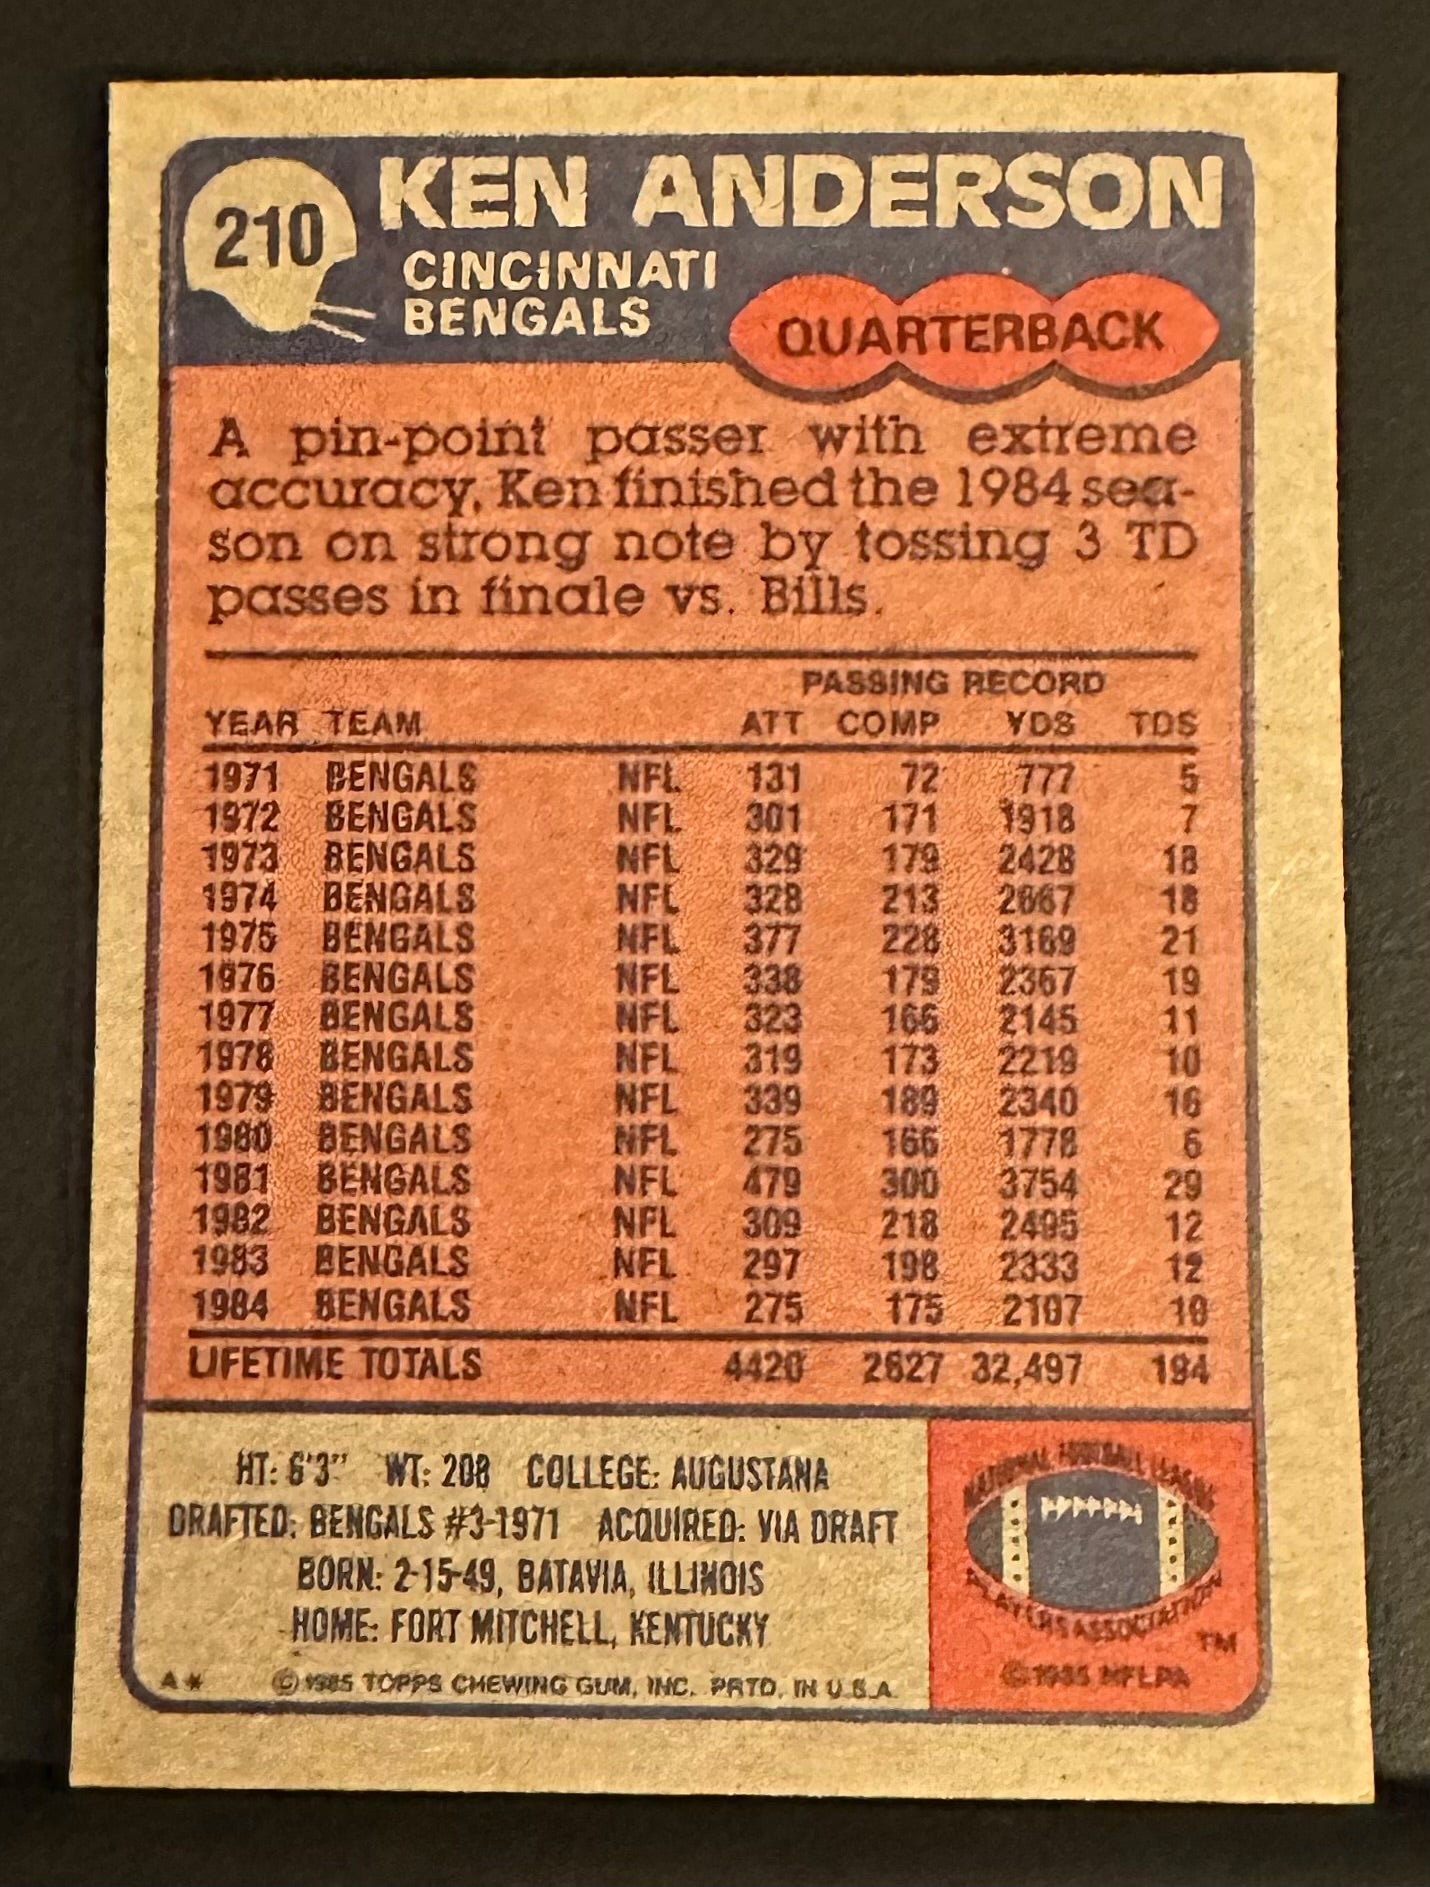 210
KEN ANDERSON
CINCINNATI
BENGALS
QUARTERBACK
A pin-point passer with extreme
accuracy, Ken finished the 1984 sea-
son on strong note by tossing 3 TD
passes in finale vs. Bills.
PASSING RECORD
YEAR TEAM ATT COMP YDS TDS
1971 BENGALS NFL 131 72 777 5
1972 BENGALS NFL 301 171 1918 7
1973 BENGALS NFL 329 179 2428 18
1974 BENGALS NFL 328 213 2667 18
1975 BENGALS NFL 377 228 3169 21
1976 BENGALS NFL 338 179 2367 19
1977 BENGALS NFL 323 166 2145 11
1978 BENGALS NFL 319 173 2219 10
1979 BENGALS NFL 339 189 2340 16
1980 BENGALS NFL 275 166 1778 6
1981 BENGALS NFL 479 300 3754 29
1982 BENGALS NFL 309 218 2495 12
1983 BENGALS NFL 297 198 2333 12
1984 BENGALS NFL 275 175 2107 10
LIFETIME TOTALS 4420 2627 32,497 194
HT: 6'3" WT: 208 COLLEGE: AUGUSTANA
DRAFTED: BENGALS #3-1971 ACQUIRED: VIA DRAFT
BORN: 2-15-49, BATAVIA, ILLINOIS
HOME: FORT MITCHELL, KENTUCKY
A* © 1985 TOPPS CHEWING GUM, INC. PRTD. IN U.S.A.
NATIONAL FOOTBALL LEAGUE
PLAYERS ASSOCIATION
TM
© 1985 NFLPA